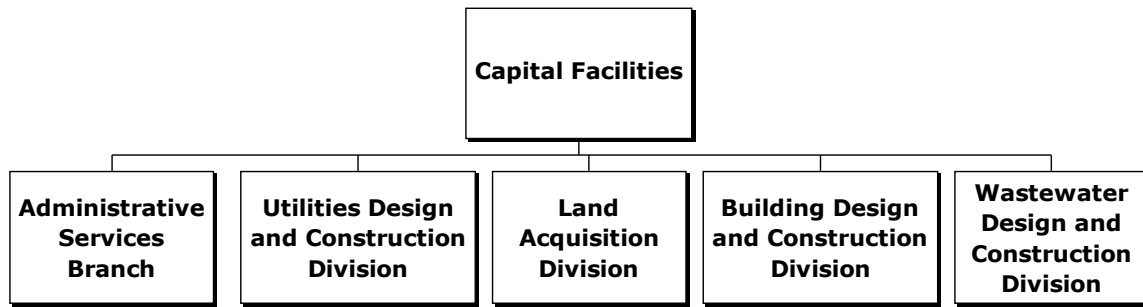 Capital Facilities
Administrative
Services
Branch
Utilities Design
and Construction
Division
Land
Acquisition
Division
Building Design
and Construction
Division
Wastewater
Design and
Construction
Division